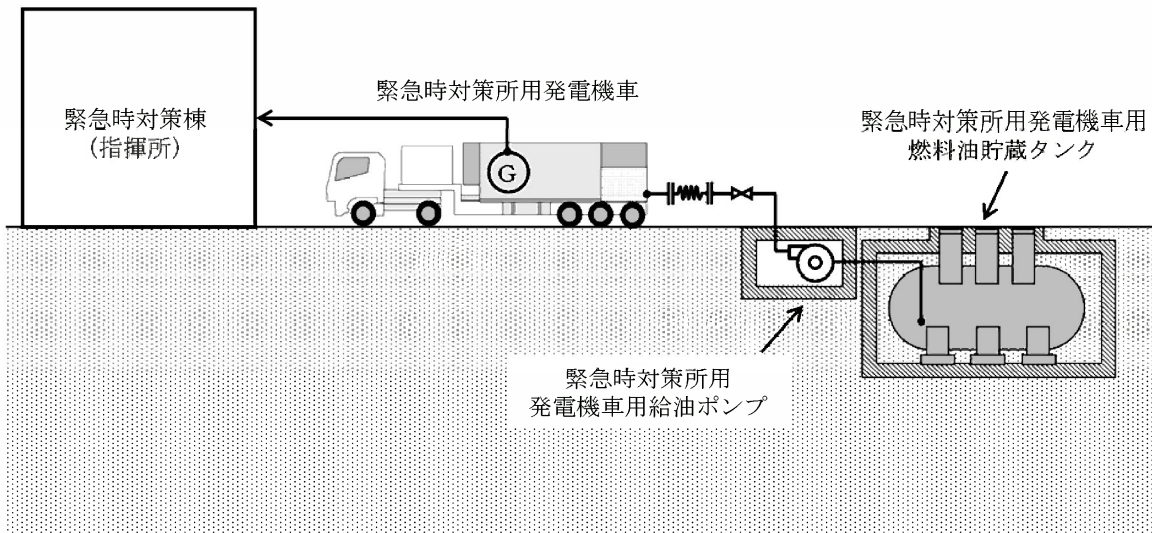 緊急時対策棟
(指揮所)
緊急時対策所用発電機車
G
緊急時対策所用発電機車用
燃料油貯蔵タンク
緊急時対策所用
発電機車用給油ポンプ